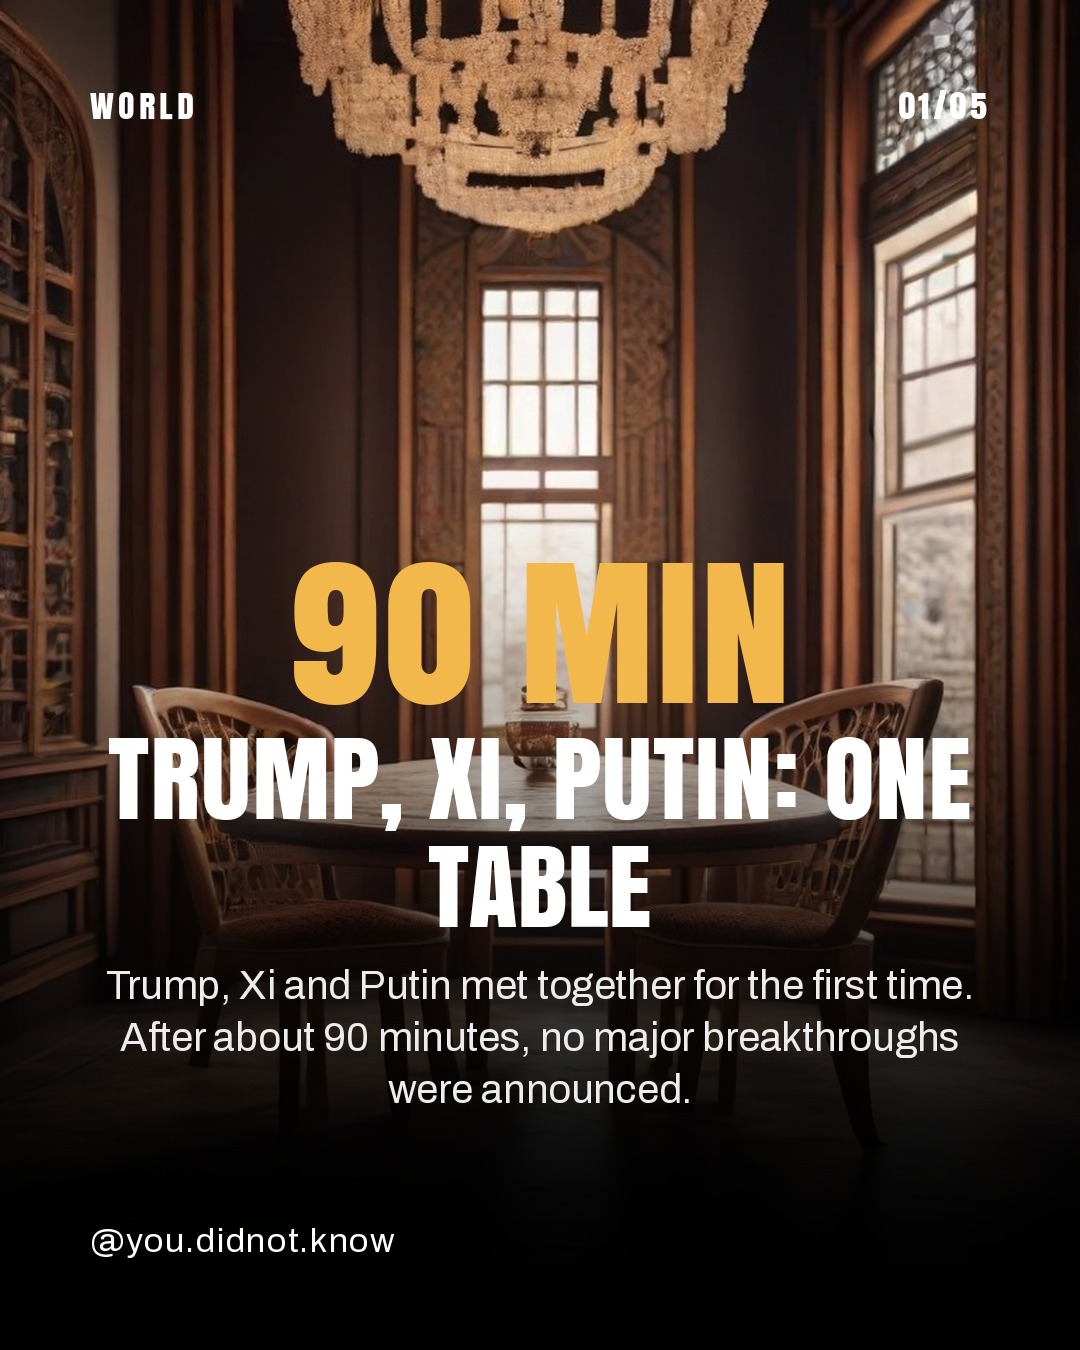 WORLD
01/05
90 MIN
TRUMP, XI, PUTIN: ONE
TABLE
Trump, Xi and Putin met together for the first time.
After about 90 minutes, no major breakthroughs
were announced.
@you.didnot.know